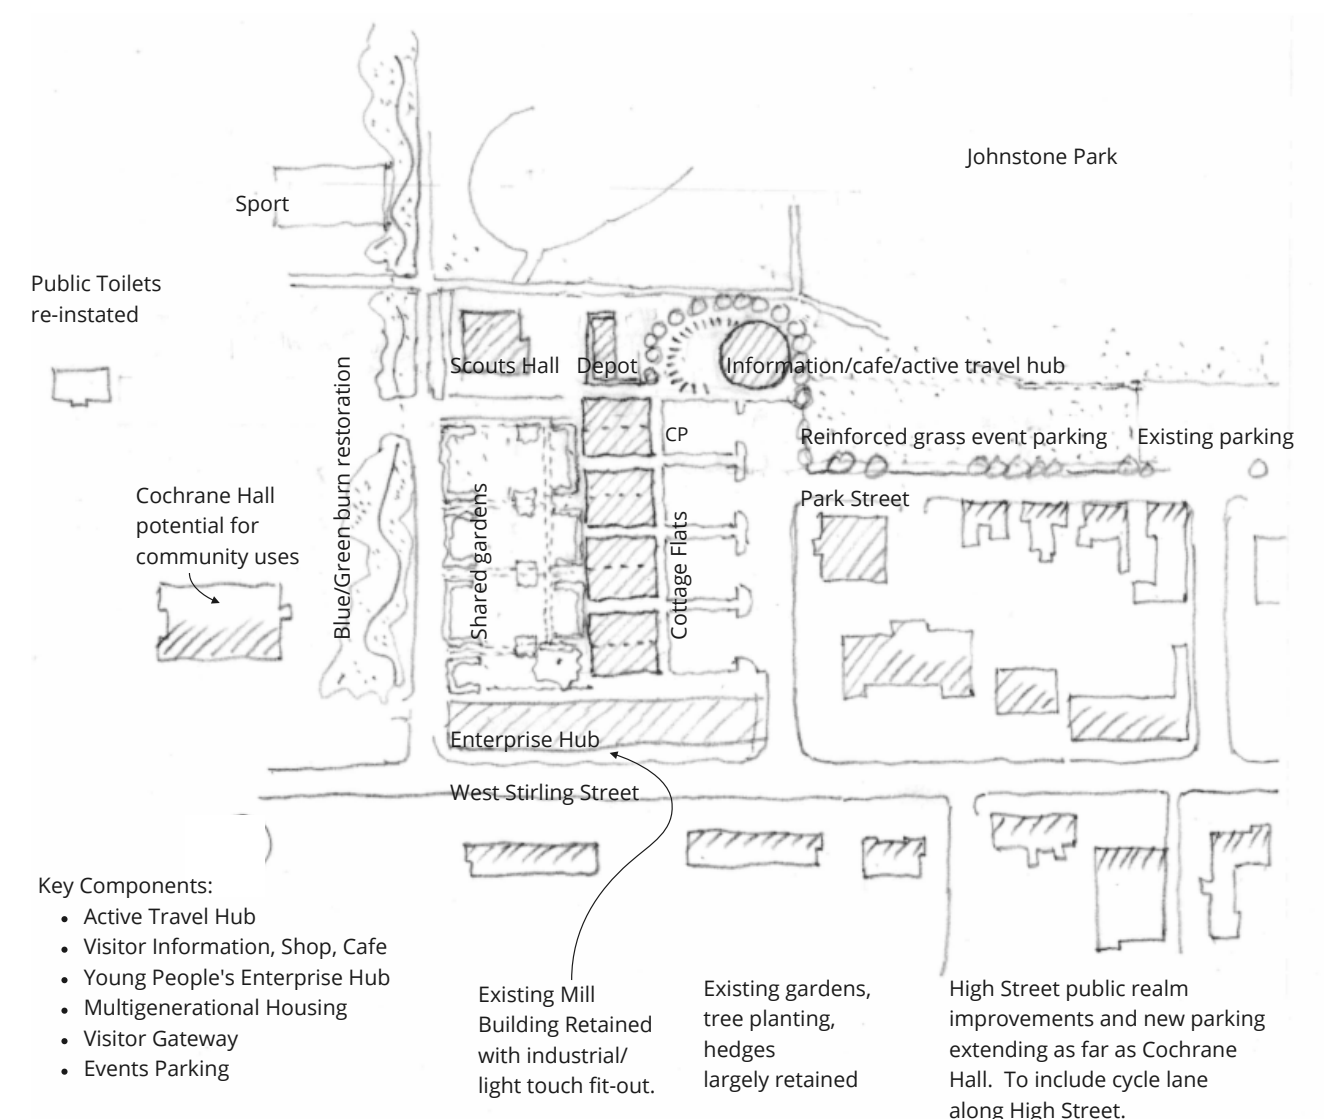 Johnstone Park
Sport
Public Toilets
re-instated
Scouts Hall
Depot
Information/cafe/active travel hub
Blue/Green burn restoration
CP
Reinforced grass event parking
Existing parking
Cochrane Hall
potential for
community uses
Shared gardens
Cottage Flats
Park Street
Enterprise Hub
West Stirling Street
Key Components:
• Active Travel Hub
• Visitor Information, Shop, Cafe
• Young People's Enterprise Hub
• Multigenerational Housing
• Visitor Gateway
• Events Parking
Existing Mill
Building Retained
with industrial/
light touch fit-out.
Existing gardens,
tree planting,
hedges
largely retained
High Street public realm
improvements and new parking
extending as far as Cochrane
Hall. To include cycle lane
along High Street.